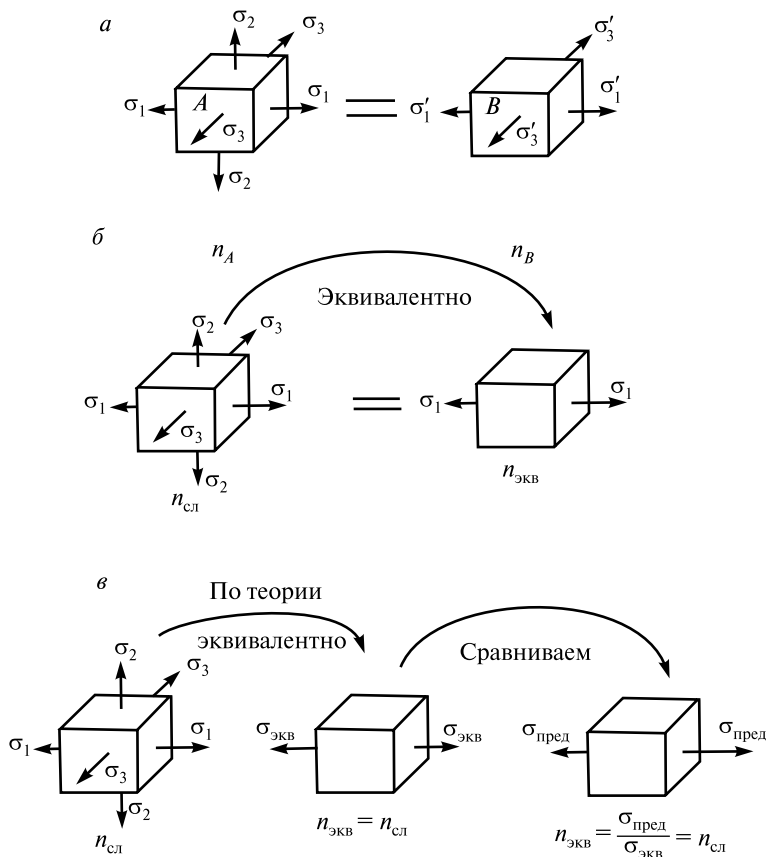 а
σ2
σ3
σ1 A σ1
σ3
σ2
=
σ′3
σ′1 B σ′1
σ′3
б
nA nB
Эквивалентно
σ2
σ3
σ1 σ1
σ3
σ2
nсл
=
σ1 σ1
nэкв
в
По теории
эквивалентно
Сравниваем
σ2
σ3
σ1 σ1
σ3
σ2
nсл
σэкв σэкв
nэкв = nсл
σпред σпред
nэкв = σпред/σэкв = nсл